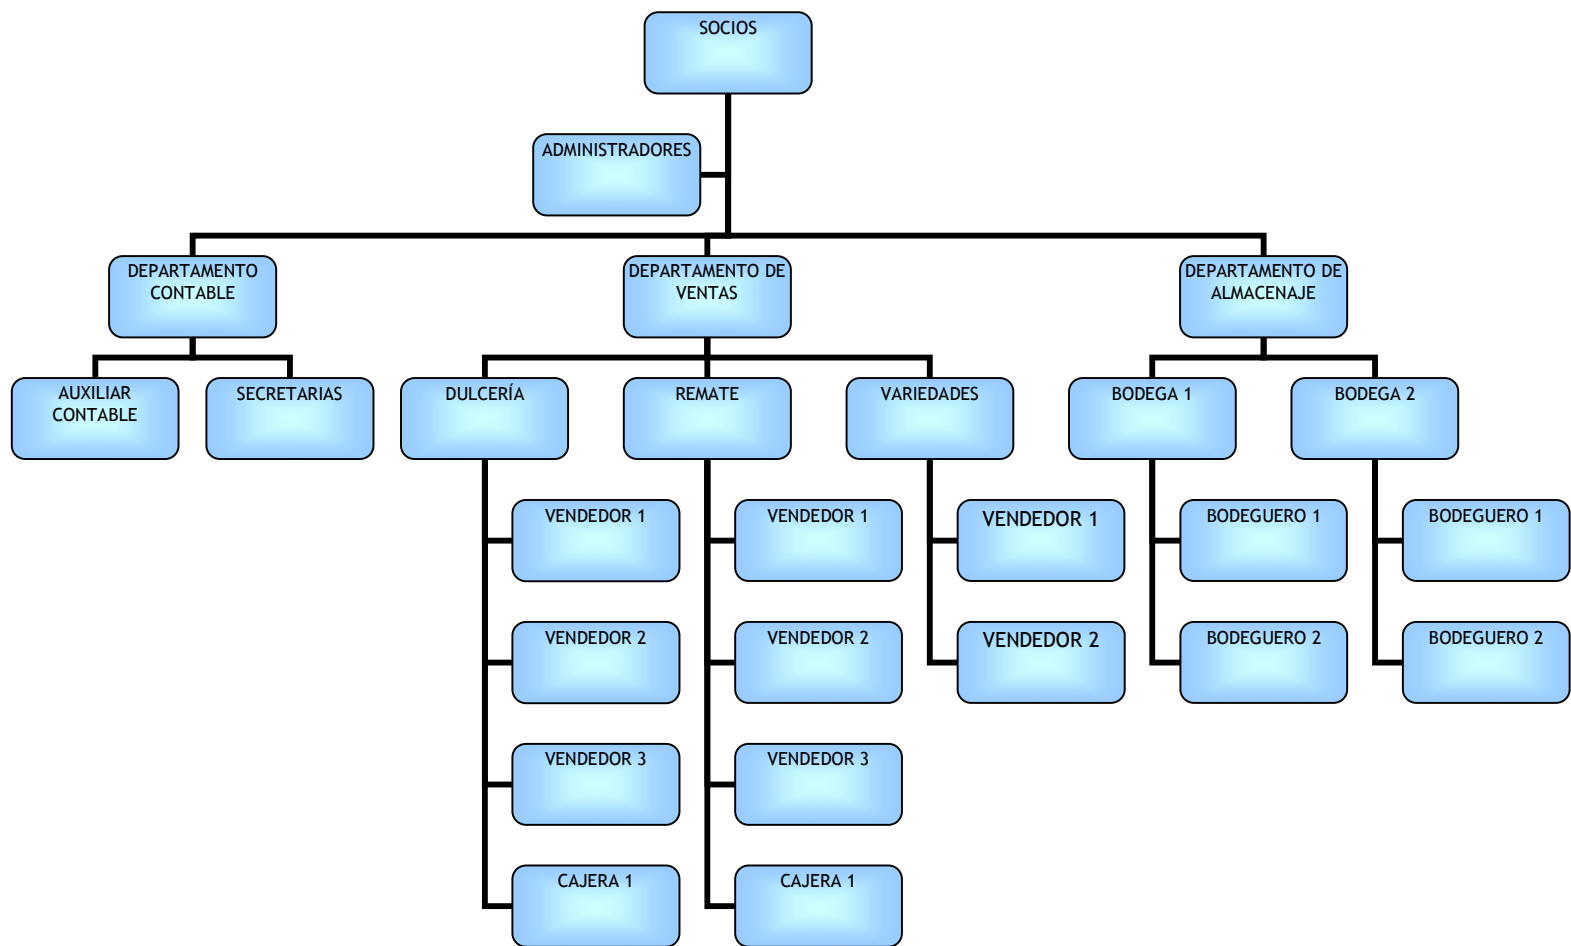 SOCIOS
ADMINISTRADORES
DEPARTAMENTO
CONTABLE
DEPARTAMENTO DE
VENTAS
DEPARTAMENTO DE
ALMACENAJE
AUXILIAR
CONTABLE
SECRETARIAS
DULCERÍA
REMATE
VARIEDADES
BODEGA 1
BODEGA 2
VENDEDOR 1
VENDEDOR 1
VENDEDOR 1
BODEGUERO 1
BODEGUERO 1
VENDEDOR 2
VENDEDOR 2
VENDEDOR 2
BODEGUERO 2
BODEGUERO 2
VENDEDOR 3
VENDEDOR 3
CAJERA 1
CAJERA 1